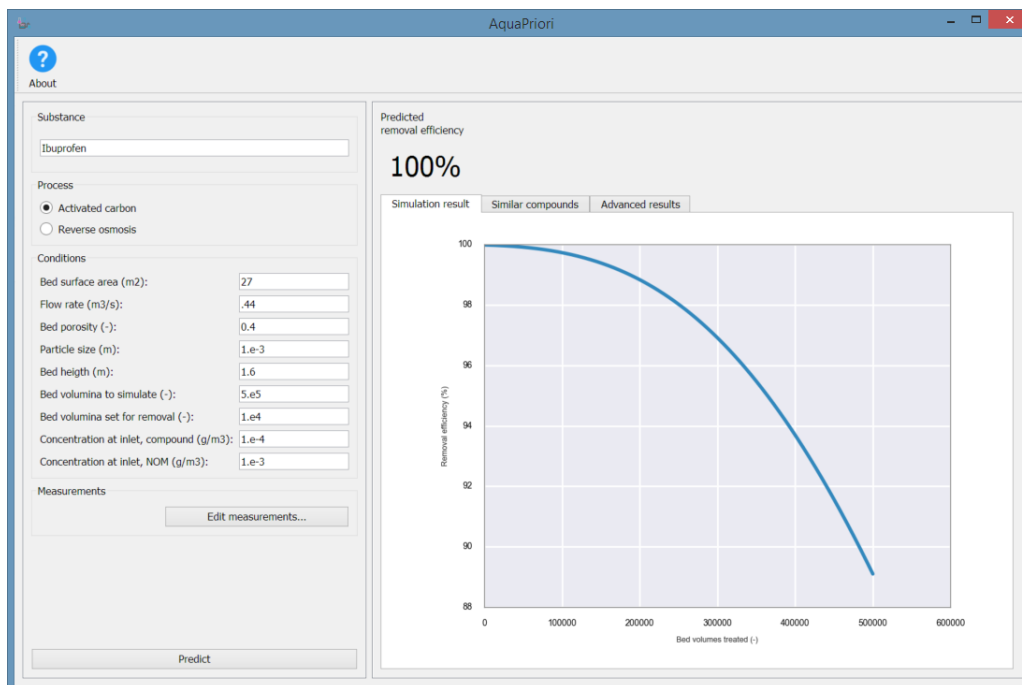 AquaPriori
?
About
Substance
Ibuprofen
Process
Activated carbon
Reverse osmosis
Conditions
Bed surface area (m2): 27
Flow rate (m3/s): .44
Bed porosity (-): 0.4
Particle size (m): 1.e-3
Bed heigth (m): 1.6
Bed volumina to simulate (-): 5.e5
Bed volumina set for removal (-): 1.e4
Concentration at inlet, compound (g/m3): 1.e-4
Concentration at inlet, NOM (g/m3): 1.e-3
Measurements
Edit measurements...
Predict
Predicted
removal efficiency
100%
Simulation result Similar compounds Advanced results
Removal efficiency (%)
100
98
96
94
92
90
88
0 100000 200000 300000 400000 500000 600000
Bed volumes treated (-)